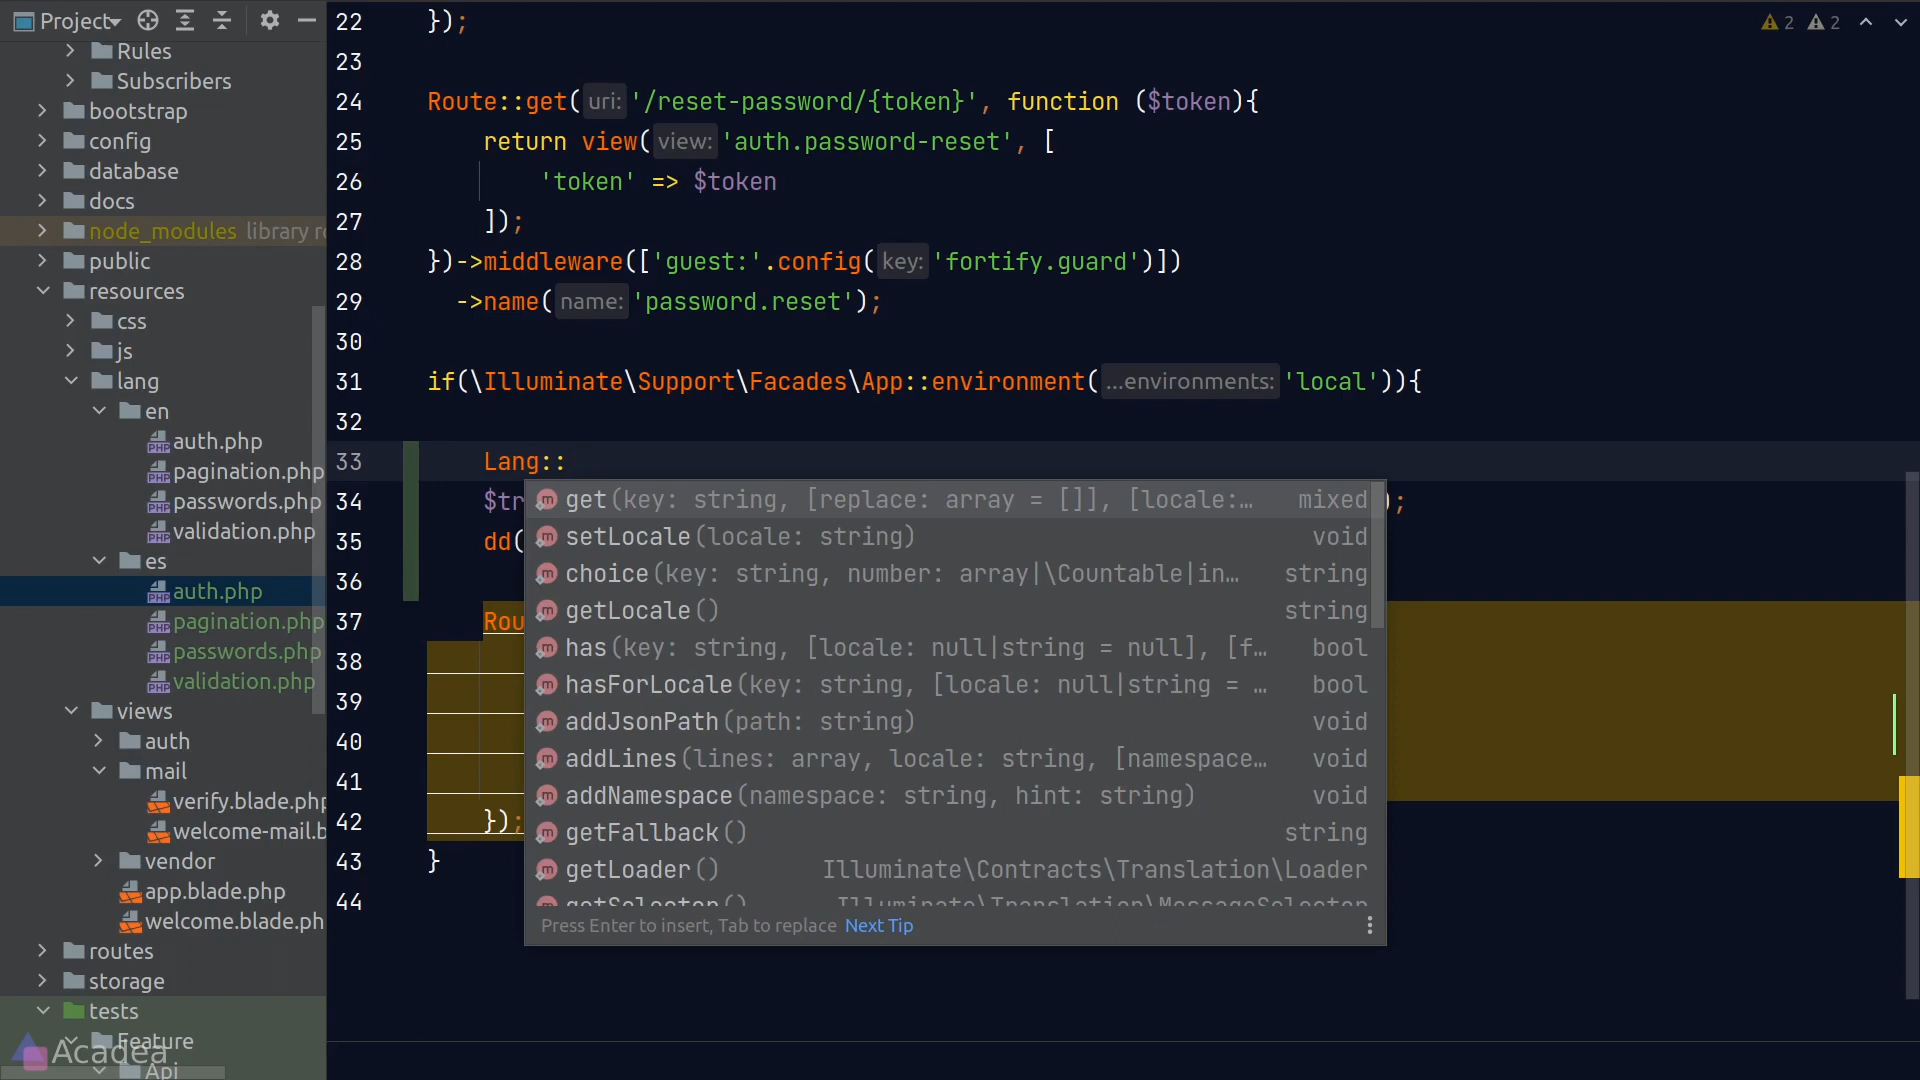 Project
Rules
Subscribers
bootstrap
config
database
docs
node_modules library r
public
resources
css
js
lang
en
auth.php
pagination.php
passwords.php
validation.php
es
auth.php
pagination.php
passwords.php
validation.php
views
auth
mail
verify.blade.php
welcome-mail.b
vendor
app.blade.php
welcome.blade.ph
routes
storage
tests
Feature
Api
Acadea
2 2
22 });
23
24 Route::get( uri: '/reset-password/{token}', function ($token){
25 return view( view: 'auth.password-reset', [
26 'token' => $token
27 ]);
28 })->middleware(['guest:'.config( key: 'fortify.guard')])
29 ->name( name: 'password.reset');
30
31 if(\Illuminate\Support\Facades\App::environment( ...environments: 'local')){
32
33 Lang::
34 $tr );
35 dd(
36
37 Rou
38
39
40
41
42 });
43 }
44
get(key: string, [replace: array = []], [locale:… mixed
setLocale(locale: string) void
choice(key: string, number: array|\Countable|in… string
getLocale() string
has(key: string, [locale: null|string = null], [f… bool
hasForLocale(key: string, [locale: null|string = … bool
addJsonPath(path: string) void
addLines(lines: array, locale: string, [namespace… void
addNamespace(namespace: string, hint: string) void
getFallback() string
getLoader() Illuminate\Contracts\Translation\Loader
getSelector() Illuminate\Translation\MessageSelector
Press Enter to insert, Tab to replace Next Tip